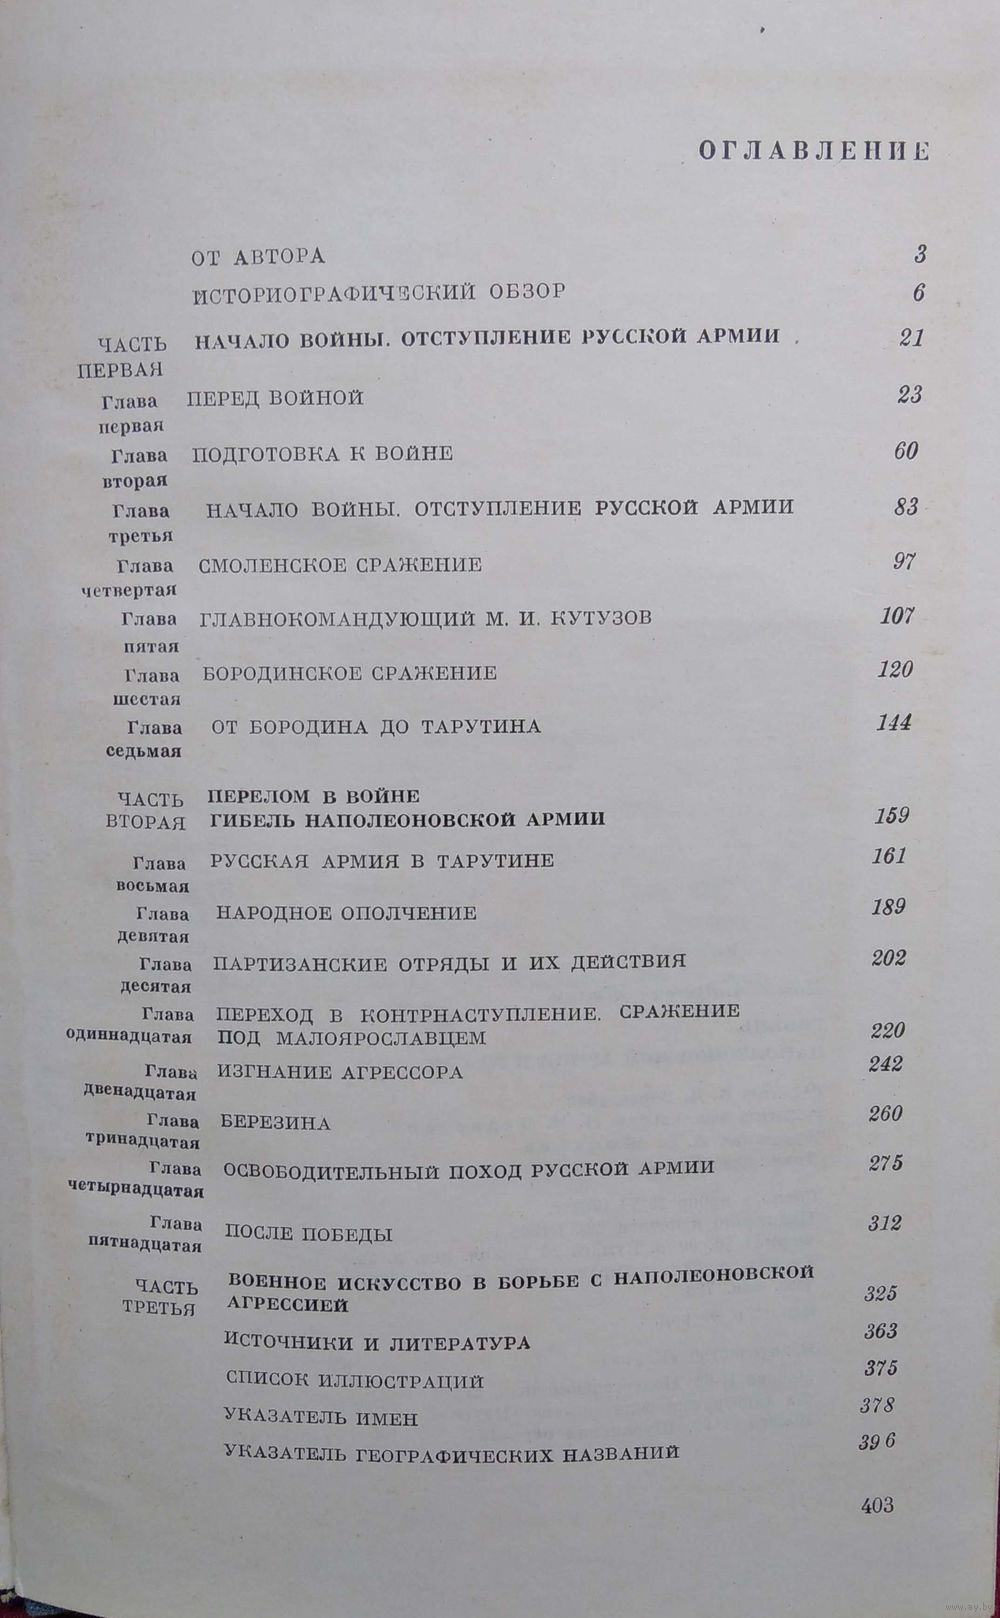 ОГЛАВЛЕНИЕ
ОТ АВТОРА 3
ИСТОРИОГРАФИЧЕСКИЙ ОБЗОР 6
ЧАСТЬ НАЧАЛО ВОЙНЫ. ОТСТУПЛЕНИЕ РУССКОЙ АРМИИ 21
ПЕРВАЯ
Глава ПЕРЕД ВОЙНОЙ 23
первая
Глава ПОДГОТОВКА К ВОЙНЕ 60
вторая
Глава НАЧАЛО ВОЙНЫ. ОТСТУПЛЕНИЕ РУССКОЙ АРМИИ 83
третья
Глава СМОЛЕНСКОЕ СРАЖЕНИЕ 97
четвертая
Глава ГЛАВНОКОМАНДУЮЩИЙ М. И. КУТУЗОВ 107
пятая
Глава БОРОДИНСКОЕ СРАЖЕНИЕ 120
шестая
Глава ОТ БОРОДИНА ДО ТАРУТИНА 144
седьмая
ЧАСТЬ ПЕРЕЛОМ В ВОЙНЕ
ВТОРАЯ ГИБЕЛЬ НАПОЛЕОНОВСКОЙ АРМИИ 159
Глава РУССКАЯ АРМИЯ В ТАРУТИНЕ 161
восьмая
Глава НАРОДНОЕ ОПОЛЧЕНИЕ 189
девятая
Глава ПАРТИЗАНСКИЕ ОТРЯДЫ И ИХ ДЕЙСТВИЯ 202
десятая
Глава ПЕРЕХОД В КОНТРНАСТУПЛЕНИЕ. СРАЖЕНИЕ
одиннадцатая ПОД МАЛОЯРОСЛАВЦЕМ 220
Глава ИЗГНАНИЕ АГРЕССОРА 242
двенадцатая
Глава БЕРЕЗИНА 260
тринадцатая
Глава ОСВОБОДИТЕЛЬНЫЙ ПОХОД РУССКОЙ АРМИИ 275
четырнадцатая
Глава ПОСЛЕ ПОБЕДЫ 312
пятнадцатая
ЧАСТЬ ВОЕННОЕ ИСКУССТВО В БОРЬБЕ С НАПОЛЕОНОВСКОЙ
ТРЕТЬЯ АГРЕССИЕЙ 325
ИСТОЧНИКИ И ЛИТЕРАТУРА 363
СПИСОК ИЛЛЮСТРАЦИЙ 375
УКАЗАТЕЛЬ ИМЕН 378
УКАЗАТЕЛЬ ГЕОГРАФИЧЕСКИХ НАЗВАНИЙ 396
403
www.ay.by